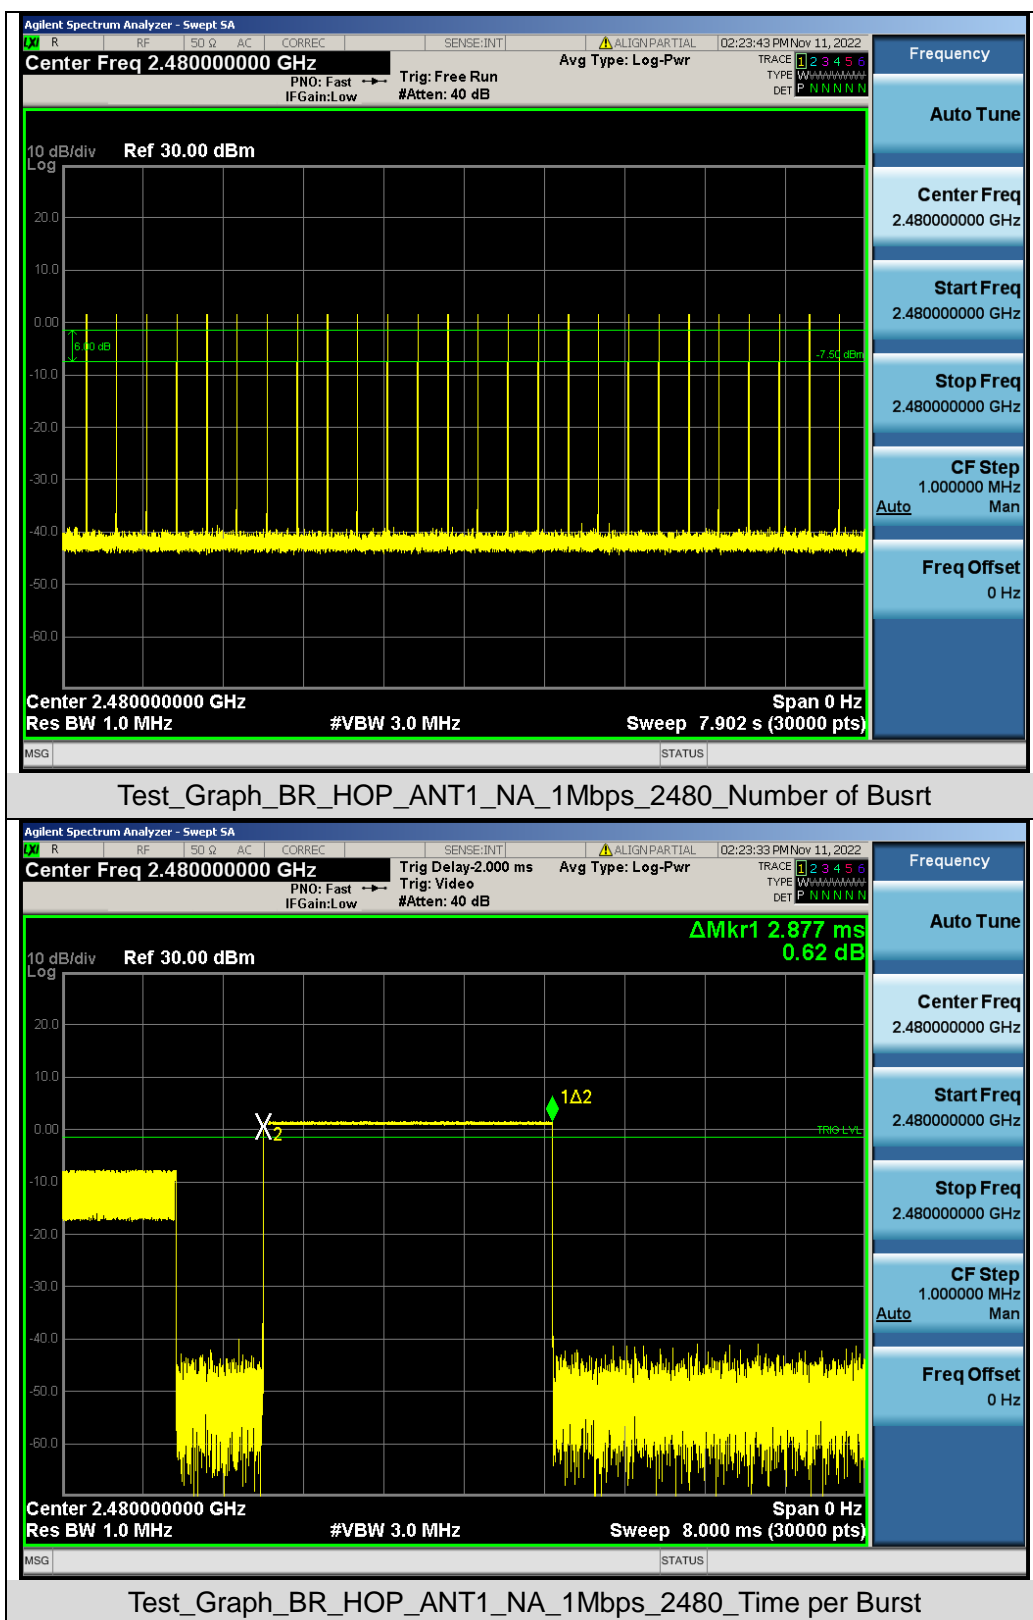 Agilent Spectrum Analyzer - Swept SA
LXI R RF 50 Ω AC CORREC SENSE:INT ALIGN PARTIAL 02:23:43 PM Nov 11, 2022
Center Freq 2.480000000 GHz Avg Type: Log-Pwr TRACE 1 2 3 4 5 6
PNO: Fast Trig: Free Run TYPE
IFGain:Low #Atten: 40 dB DET P N N N N N
Frequency
Auto Tune
Center Freq
2.480000000 GHz
Start Freq
2.480000000 GHz
Stop Freq
2.480000000 GHz
CF Step
1.000000 MHz
Auto Man
Freq Offset
0 Hz
10 dB/div Ref 30.00 dBm
Log
20.0
10.0
0.00
6.00 dB
-7.50 dBm
-10.0
-20.0
-30.0
-40.0
-50.0
-60.0
Center 2.480000000 GHz Span 0 Hz
Res BW 1.0 MHz #VBW 3.0 MHz Sweep 7.902 s (30000 pts)
MSG STATUS
Test_Graph_BR_HOP_ANT1_NA_1Mbps_2480_Number of Busrt
Agilent Spectrum Analyzer - Swept SA
LXI R RF 50 Ω AC CORREC SENSE:INT ALIGN PARTIAL 02:23:33 PM Nov 11, 2022
Center Freq 2.480000000 GHz Trig Delay-2.000 ms Avg Type: Log-Pwr TRACE 1 2 3 4 5 6
PNO: Fast Trig: Video TYPE
IFGain:Low #Atten: 40 dB DET P N N N N N
Frequency
Auto Tune
Center Freq
2.480000000 GHz
Start Freq
2.480000000 GHz
Stop Freq
2.480000000 GHz
CF Step
1.000000 MHz
Auto Man
Freq Offset
0 Hz
ΔMkr1 2.877 ms
0.62 dB
10 dB/div Ref 30.00 dBm
Log
20.0
10.0
1Δ2
0.00
X2
TRIG LVL
-10.0
-20.0
-30.0
-40.0
-50.0
-60.0
Center 2.480000000 GHz Span 0 Hz
Res BW 1.0 MHz #VBW 3.0 MHz Sweep 8.000 ms (30000 pts)
MSG STATUS
Test_Graph_BR_HOP_ANT1_NA_1Mbps_2480_Time per Burst